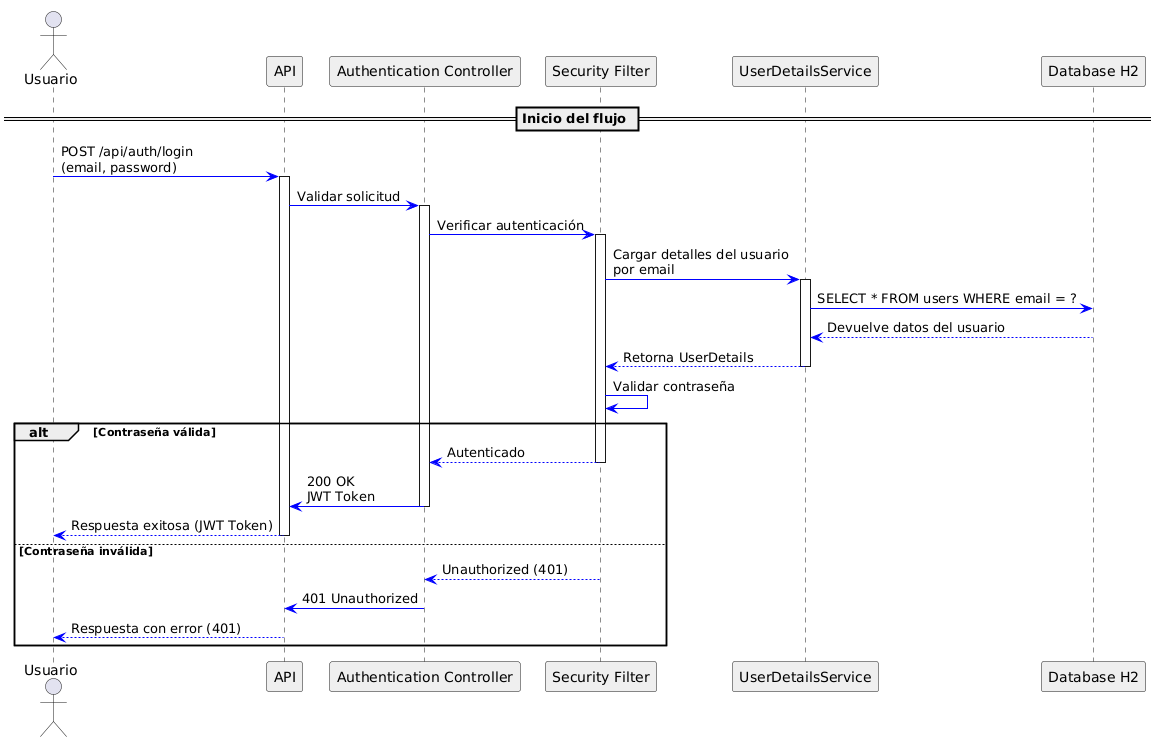 Usuario
API
Authentication Controller
Security Filter
UserDetailsService
Database H2
Inicio del flujo
POST /api/auth/login
(email, password)
Validar solicitud
Verificar autenticación
Cargar detalles del usuario
por email
SELECT * FROM users WHERE email = ?
Devuelve datos del usuario
Retorna UserDetails
Validar contraseña
alt
[Contraseña válida]
Autenticado
200 OK
JWT Token
Respuesta exitosa (JWT Token)
[Contraseña inválida]
Unauthorized (401)
401 Unauthorized
Respuesta con error (401)
Usuario
API
Authentication Controller
Security Filter
UserDetailsService
Database H2